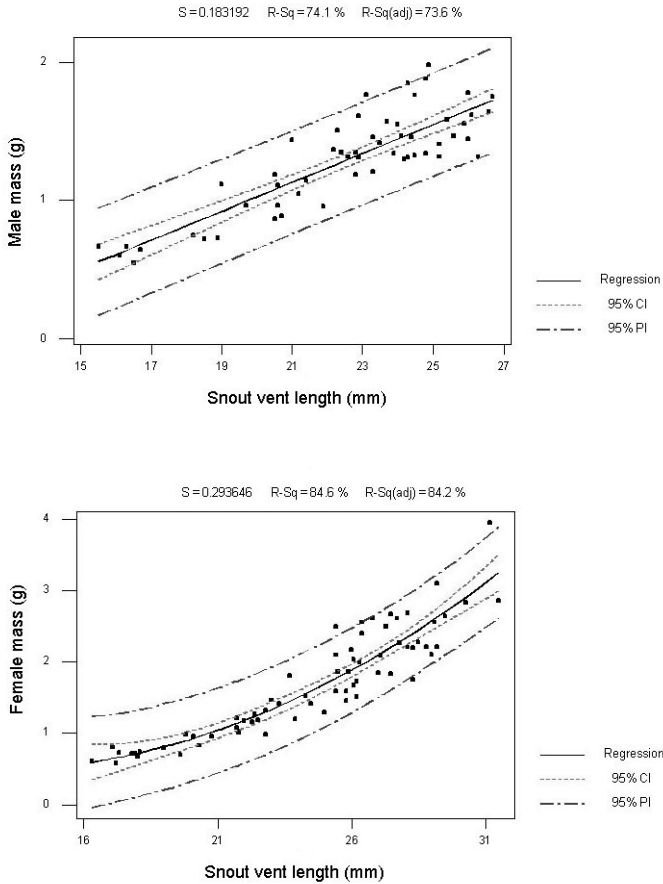 S = 0.183192 R-Sq = 74.1 % R-Sq(adj) = 73.6 %
2
1
0
Male mass (g)
15 17 19 21 23 25 27
Snout vent length (mm)
Regression
95% CI
95% PI
S = 0.293646 R-Sq = 84.6 % R-Sq(adj) = 84.2 %
4
3
2
1
0
Female mass (g)
16 21 26 31
Snout vent length (mm)
Regression
95% CI
95% PI